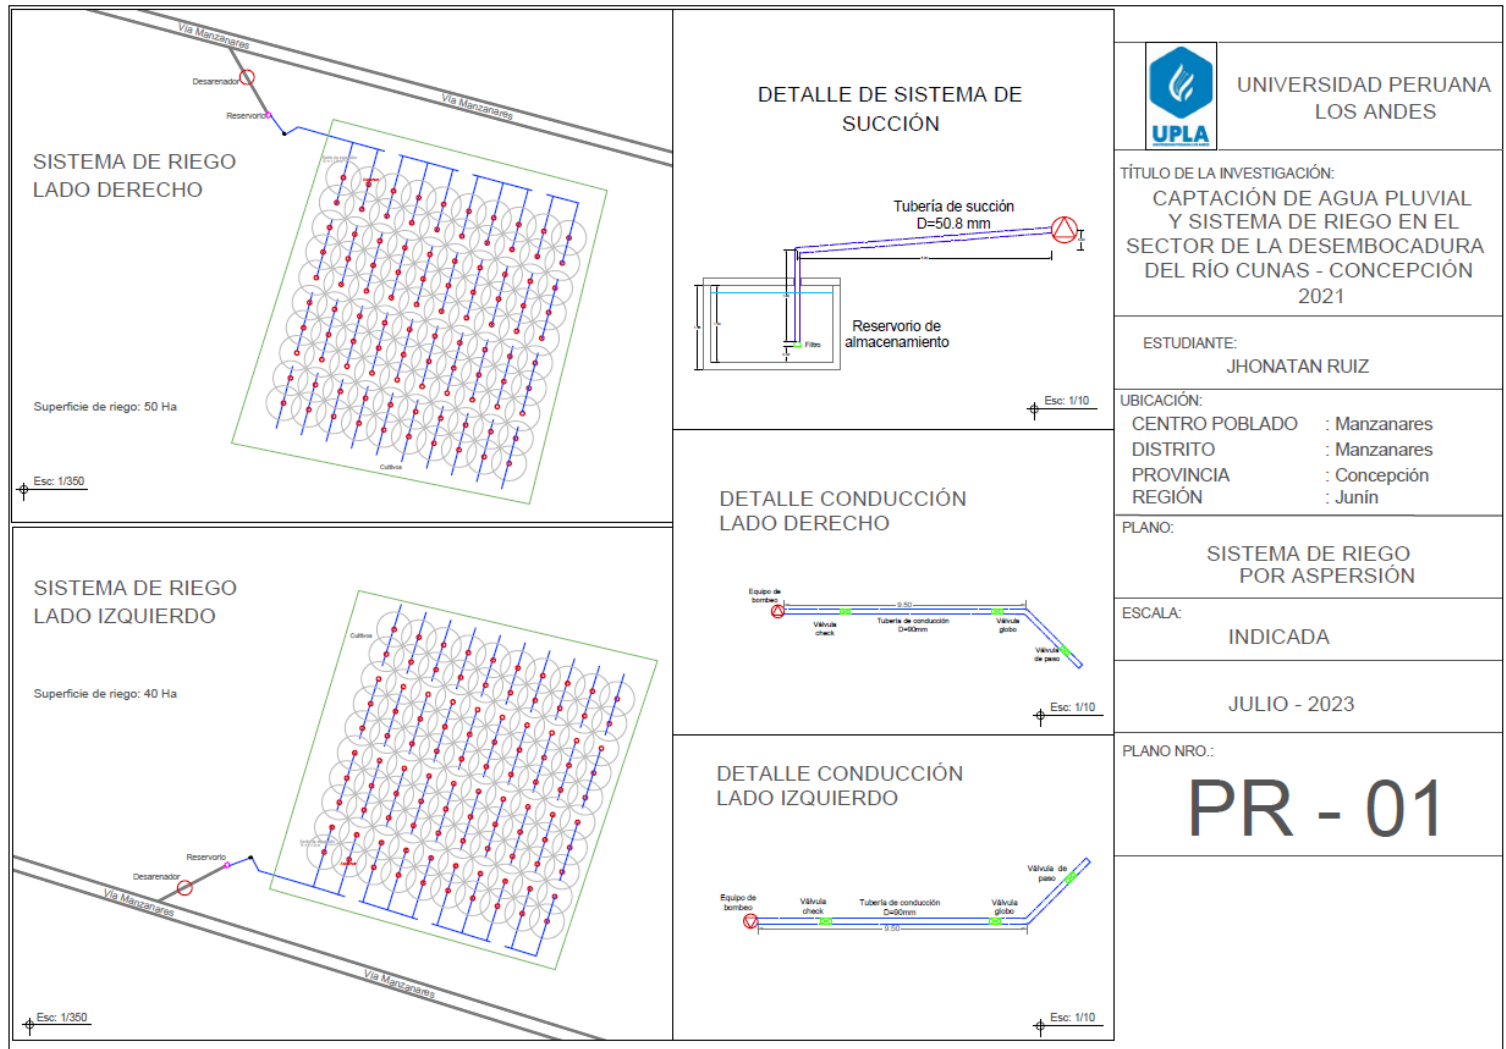 Vía Manzanares
Desarenador
Vía Manzanares
Reservorio
SISTEMA DE RIEGO
LADO DERECHO
Superficie de riego: 50 Ha
Cultivos
Esc: 1/350
SISTEMA DE RIEGO
LADO IZQUIERDO
Cultivos
Superficie de riego: 40 Ha
Reservorio
Desarenador
Vía Manzanares
Vía Manzanares
Esc: 1/350
DETALLE DE SISTEMA DE
SUCCIÓN
Tubería de succión
D=50.8 mm
Reservorio de
almacenamiento
Filtro
Esc: 1/10
DETALLE CONDUCCIÓN
LADO DERECHO
Equipo de
bombeo
9.50
Válvula
check
Tubería de conducción
D=90mm
Válvula
globo
Válvula
de paso
Esc: 1/10
DETALLE CONDUCCIÓN
LADO IZQUIERDO
Válvula de
paso
Equipo de
bombeo
Válvula
check
Tubería de conducción
D=90mm
Válvula
globo
9.50
Esc: 1/10
UPLA
UNIVERSIDAD PERUANA
LOS ANDES
TÍTULO DE LA INVESTIGACIÓN:
CAPTACIÓN DE AGUA PLUVIAL
Y SISTEMA DE RIEGO EN EL
SECTOR DE LA DESEMBOCADURA
DEL RÍO CUNAS - CONCEPCIÓN
2021
ESTUDIANTE:
JHONATAN RUIZ
UBICACIÓN:
CENTRO POBLADO : Manzanares
DISTRITO : Manzanares
PROVINCIA : Concepción
REGIÓN : Junín
PLANO:
SISTEMA DE RIEGO
POR ASPERSIÓN
ESCALA:
INDICADA
JULIO - 2023
PLANO NRO.:
PR - 01